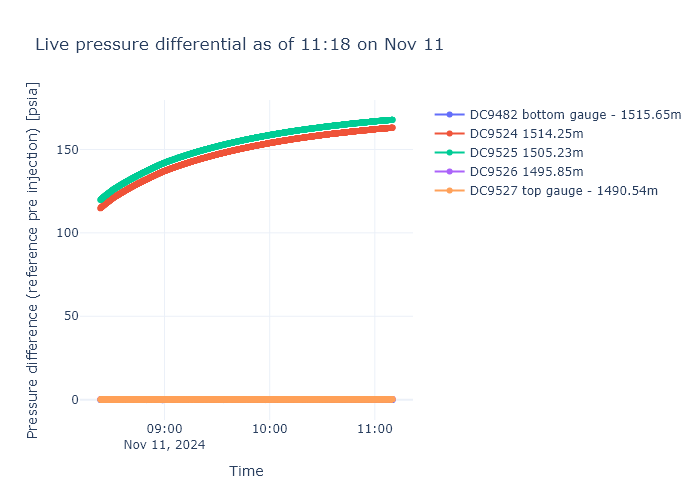 Live pressure differential as of 11:18 on Nov 11
Pressure difference (reference pre injection) [psia]
150
100
50
0
09:00
Nov 11, 2024
10:00
11:00
Time
DC9482 bottom gauge - 1515.65m
DC9524 1514.25m
DC9525 1505.23m
DC9526 1495.85m
DC9527 top gauge - 1490.54m